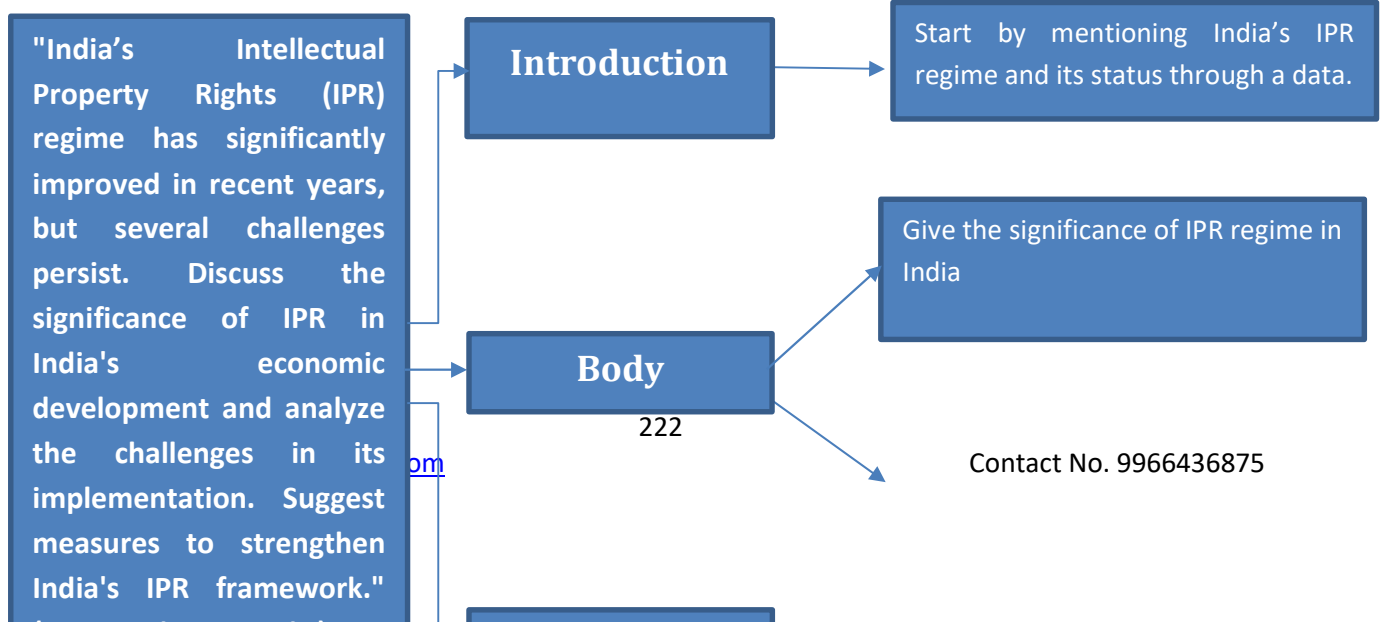 "India’s Intellectual
Property Rights (IPR)
regime has significantly
improved in recent years,
but several challenges
persist. Discuss the
significance of IPR in
India's economic
development and analyze
the challenges in its
implementation. Suggest
measures to strengthen
India's IPR framework."
Introduction
Start by mentioning India’s IPR
regime and its status through a data.
Body
Give the significance of IPR regime in
India
222
om
Contact No. 9966436875